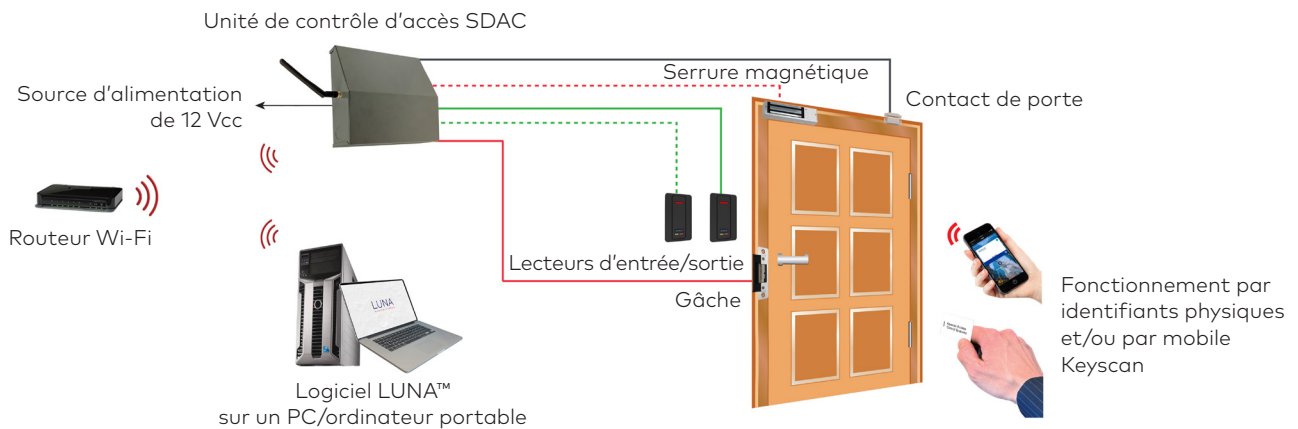 Unité de contrôle d'accès SDAC
Serrure magnétique
Source d'alimentation
de 12 Vcc
Contact de porte
Routeur Wi-Fi
Lecteurs d'entrée/sortie
Gâche
LUNA
Fonctionnement par
identifiants physiques
et/ou par mobile
Keyscan
Logiciel LUNA™
sur un PC/ordinateur portable